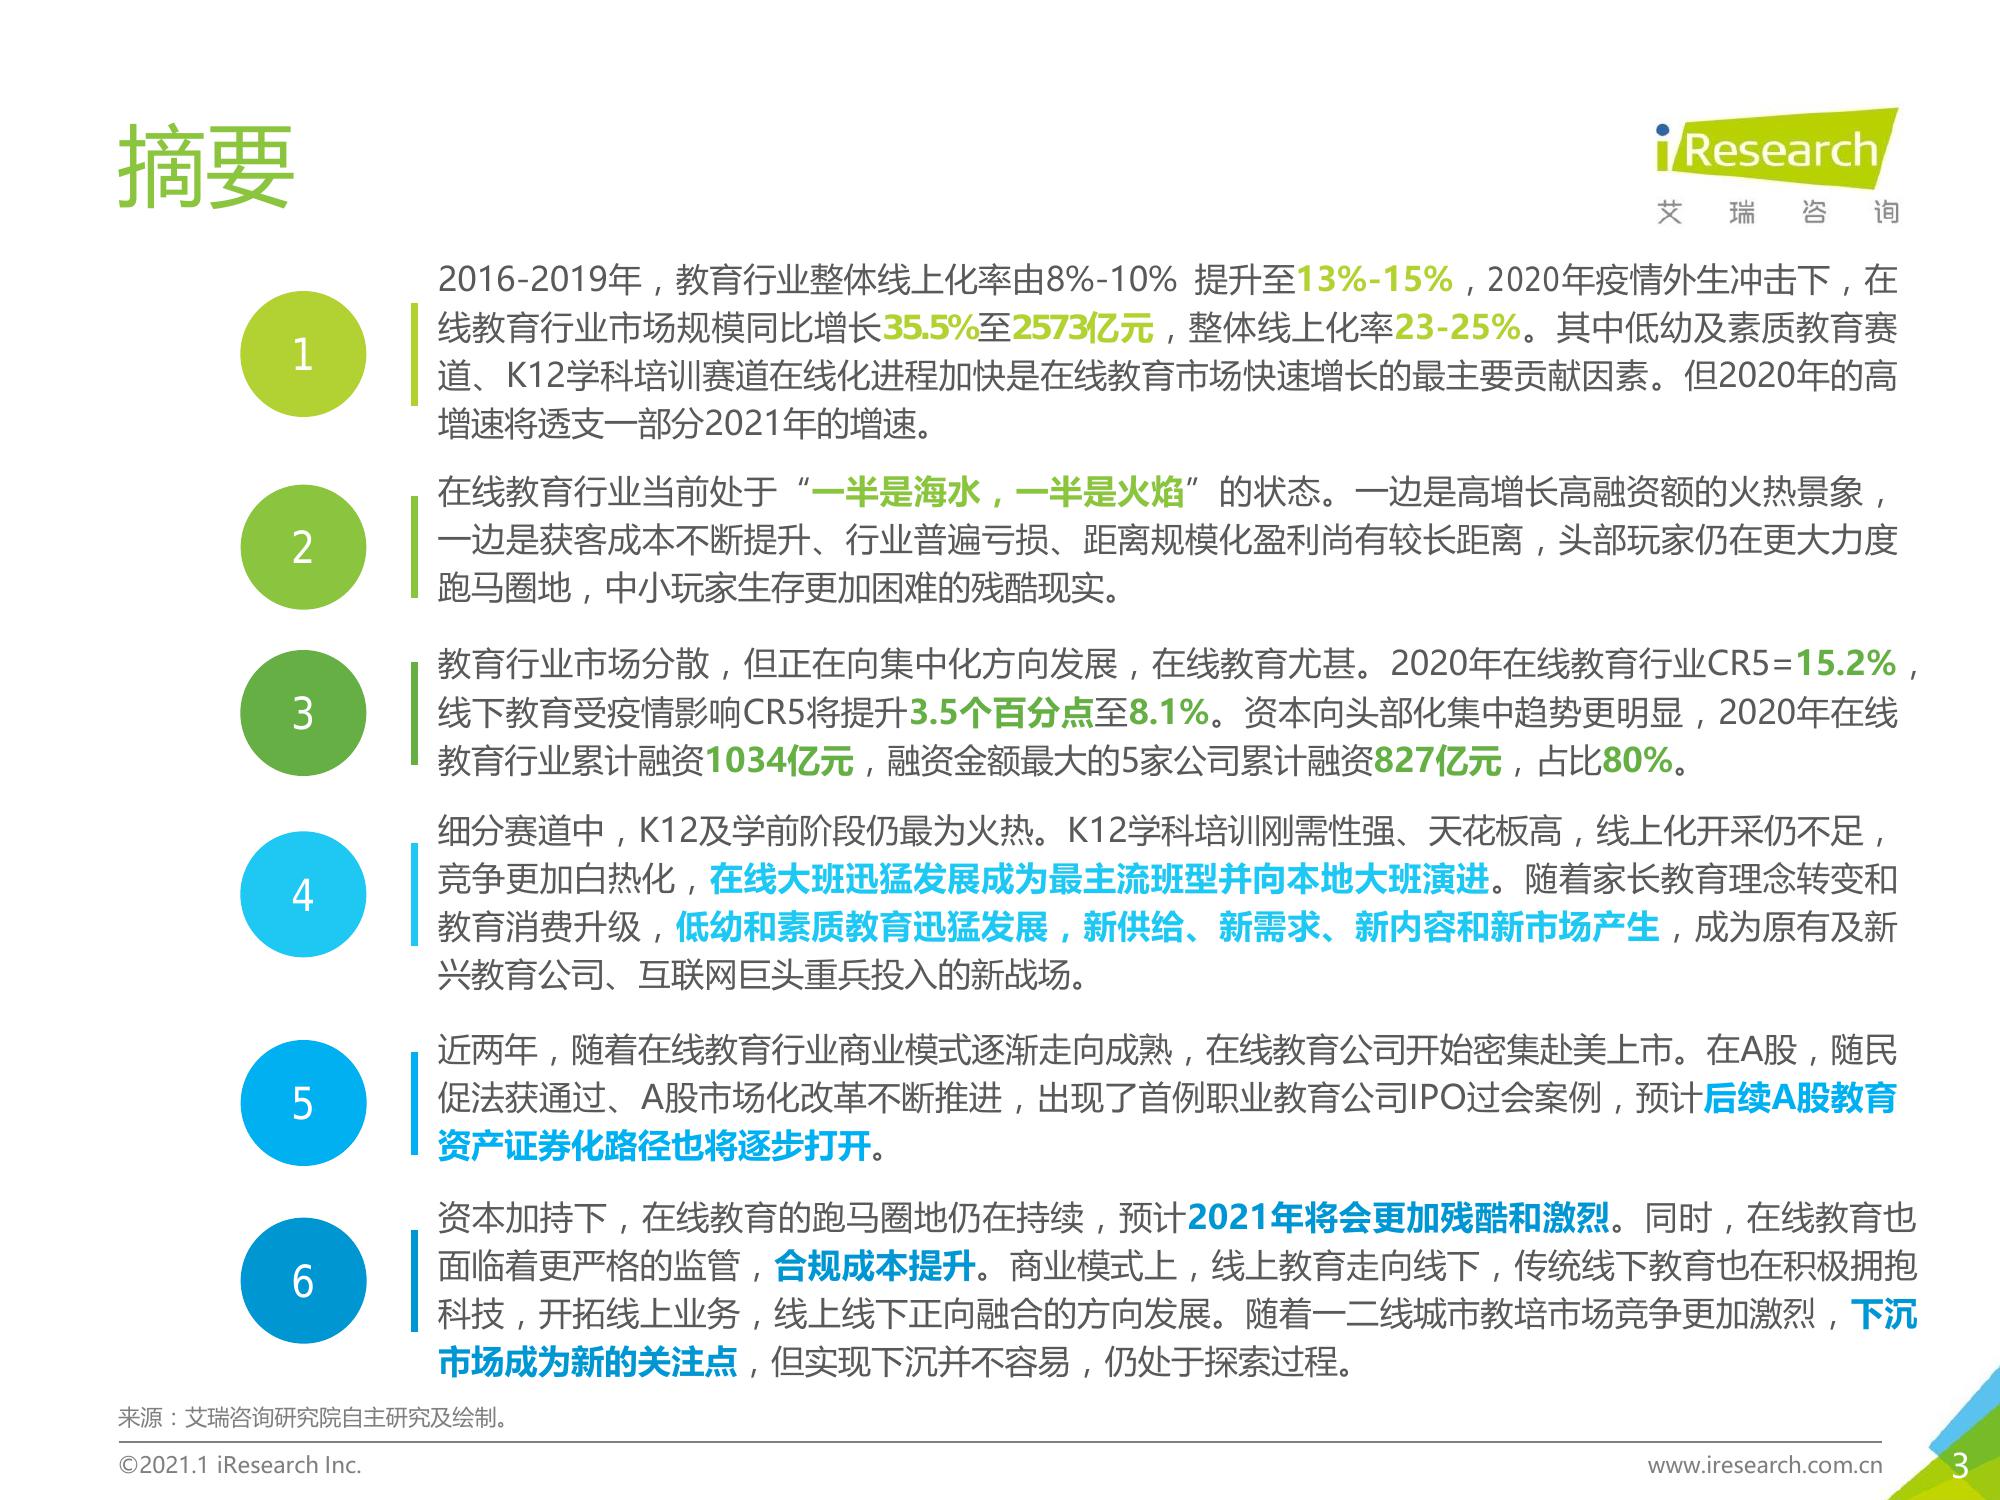 摘要
iResearch
艾瑞咨询
1
2016-2019年，教育行业整体线上化率由8%-10% 提升至13%-15%，2020年疫情外生冲击下，在
线教育行业市场规模同比增长35.5%至2573亿元，整体线上化率23-25%。其中低幼及素质教育赛
道、K12学科培训赛道在线化进程加快是在线教育市场快速增长的最主要贡献因素。但2020年的高
增速将透支一部分2021年的增速。
2
在线教育行业当前处于“一半是海水，一半是火焰”的状态。一边是高增长高融资额的火热景象，
一边是获客成本不断提升、行业普遍亏损、距离规模化盈利尚有较长距离，头部玩家仍在更大力度
跑马圈地，中小玩家生存更加困难的残酷现实。
3
教育行业市场分散，但正在向集中化方向发展，在线教育尤甚。2020年在线教育行业CR5=15.2%，
线下教育受疫情影响CR5将提升3.5个百分点至8.1%。资本向头部化集中趋势更明显，2020年在线
教育行业累计融资1034亿元，融资金额最大的5家公司累计融资827亿元，占比80%。
4
细分赛道中，K12及学前阶段仍最为火热。K12学科培训刚需性强、天花板高，线上化开采仍不足，
竞争更加白热化，在线大班迅猛发展成为最主流班型并向本地大班演进。随着家长教育理念转变和
教育消费升级，低幼和素质教育迅猛发展，新供给、新需求、新内容和新市场产生，成为原有及新
兴教育公司、互联网巨头重兵投入的新战场。
5
近两年，随着在线教育行业商业模式逐渐走向成熟，在线教育公司开始密集赴美上市。在A股，随民
促法获通过、A股市场化改革不断推进，出现了首例职业教育公司IPO过会案例，预计后续A股教育
资产证券化路径也将逐步打开。
6
资本加持下，在线教育的跑马圈地仍在持续，预计2021年将会更加残酷和激烈。同时，在线教育也
面临着更严格的监管，合规成本提升。商业模式上，线上教育走向线下，传统线下教育也在积极拥抱
科技，开拓线上业务，线上线下正向融合的方向发展。随着一二线城市教培市场竞争更加激烈，下沉
市场成为新的关注点，但实现下沉并不容易，仍处于探索过程。
来源：艾瑞咨询研究院自主研究及绘制。
©2021.1 iResearch Inc.
www.iresearch.com.cn
3